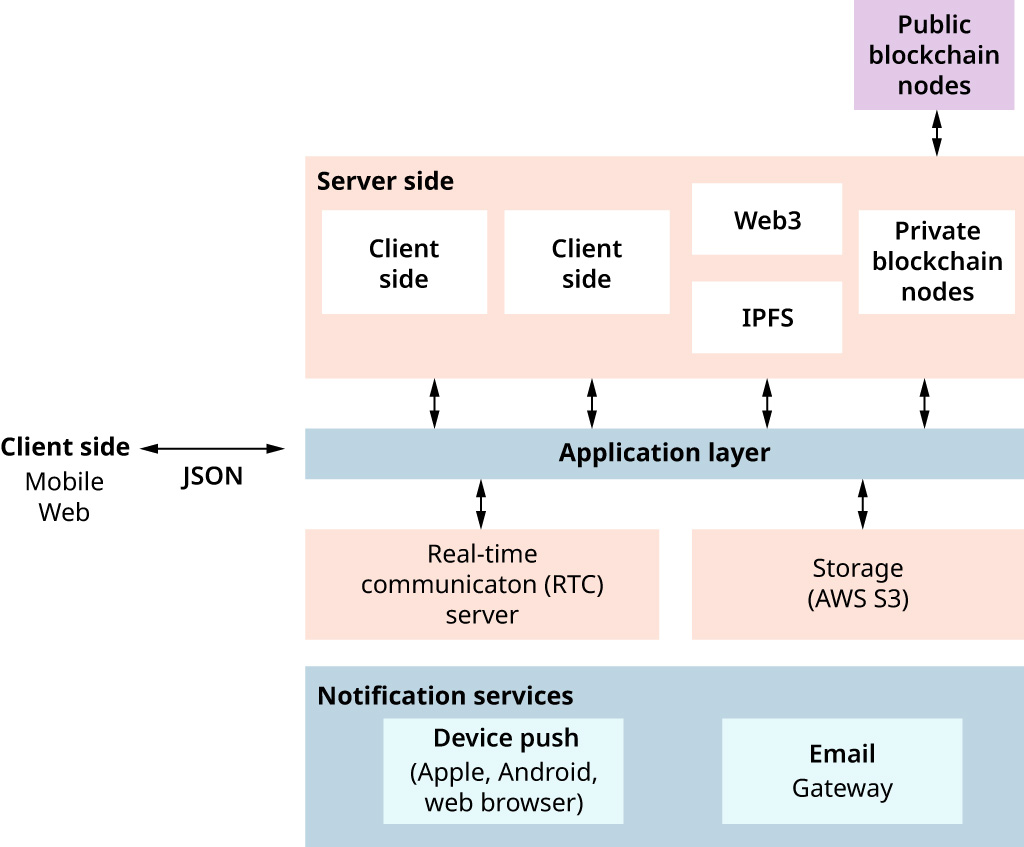 Public
blockchain
nodes
Server side
Client
side
Client
side
Web3
IPFS
Private
blockchain
nodes
Client side
Mobile
Web
JSON
Application layer
Real-time
communicaton (RTC)
server
Storage
(AWS S3)
Notification services
Device push
(Apple, Android,
web browser)
Email
Gateway